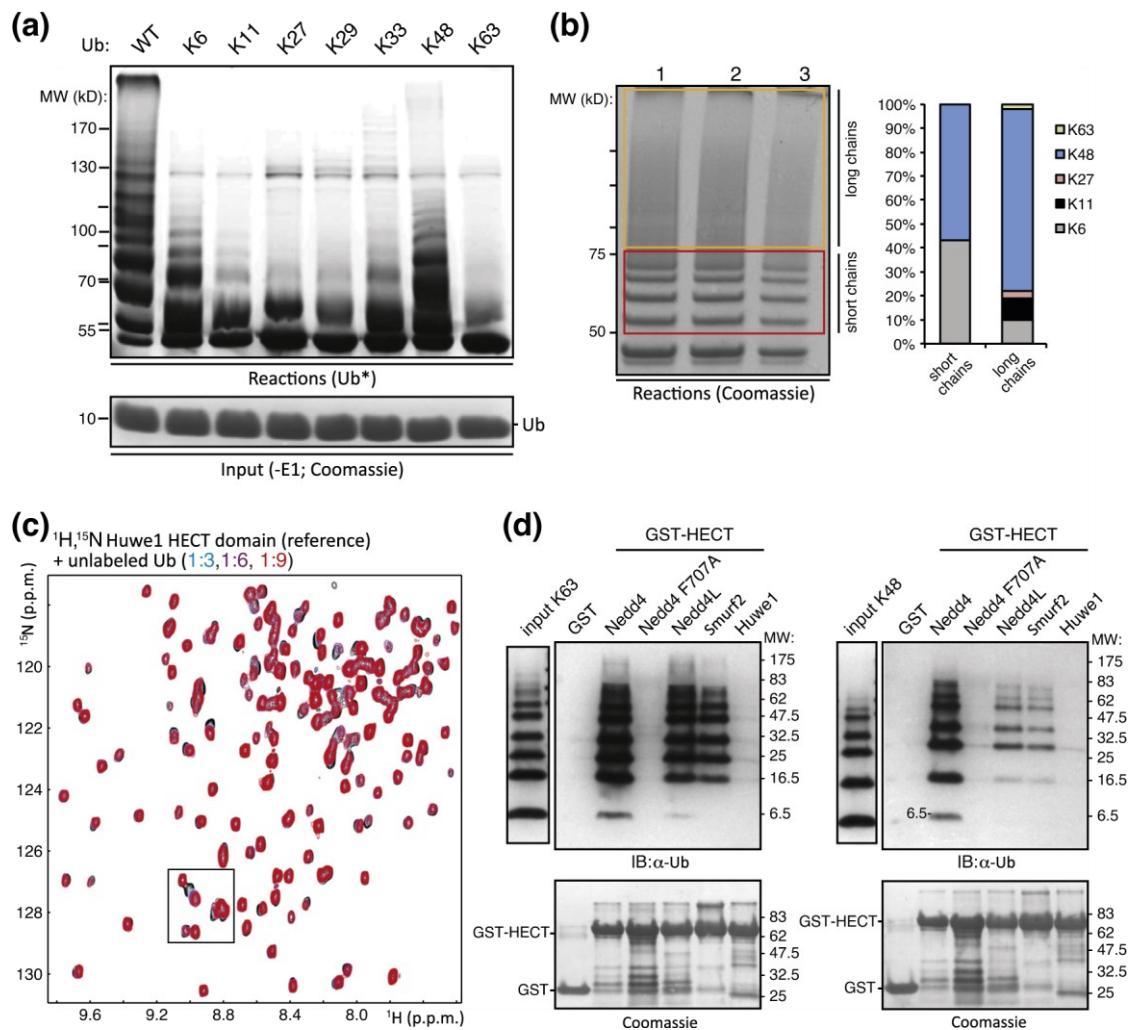 (a)
Ub: WT K6 K11 K27 K29 K33 K48 K63
MW (kD):
170
130
100
70
55
Reactions (Ub*)
10
Ub
Input (-E1; Coomassie)
(b)
1 2 3
MW (kD):
75
50
long chains
short chains
Reactions (Coomassie)
100%
90%
80%
70%
60%
50%
40%
30%
20%
10%
0%
short chains
long chains
K63
K48
K27
K11
K6
(c)
¹H,¹⁵N Huwe1 HECT domain (reference)
+ unlabeled Ub (1:3,1:6, 1:9)
¹⁵N (p.p.m.)
120
122
124
126
128
130
9.6 9.2 8.8 8.4 8.0 ¹H (p.p.m.)
(d)
GST-HECT
input K63
GST
Nedd4
Nedd4 F707A
Nedd4L
Smurf2
Huwe1
MW:
175
83
62
47.5
32.5
25
16.5
6.5
IB:α-Ub
GST-HECT
GST
83
62
47.5
32.5
25
Coomassie
GST-HECT
input K48
GST
Nedd4
Nedd4 F707A
Nedd4L
Smurf2
Huwe1
MW:
175
83
62
47.5
32.5
25
16.5
6.5
6.5
IB:α-Ub
GST-HECT
GST
83
62
47.5
32.5
25
Coomassie